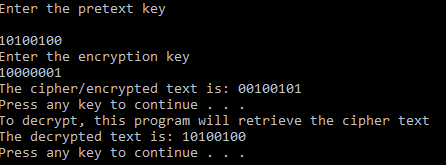 Enter the pretext key
10100100
Enter the encryption key
10000001
The cipher/encrypted text is: 00100101
Press any key to continue . . .
To decrypt, this program will retrieve the cipher text
The decrypted text is: 10100100
Press any key to continue . . .